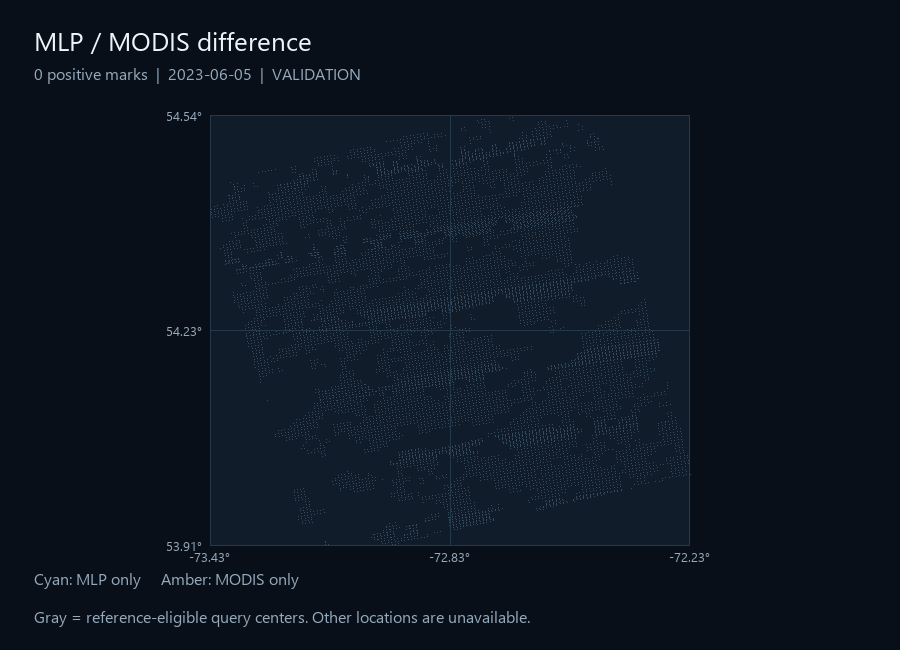 MLP / MODIS difference
0 positive marks | 2023-06-05 | VALIDATION
54.54°
54.23°
53.91°
-73.43°
-72.83°
-72.23°
Cyan: MLP only
Amber: MODIS only
Gray = reference-eligible query centers. Other locations are unavailable.